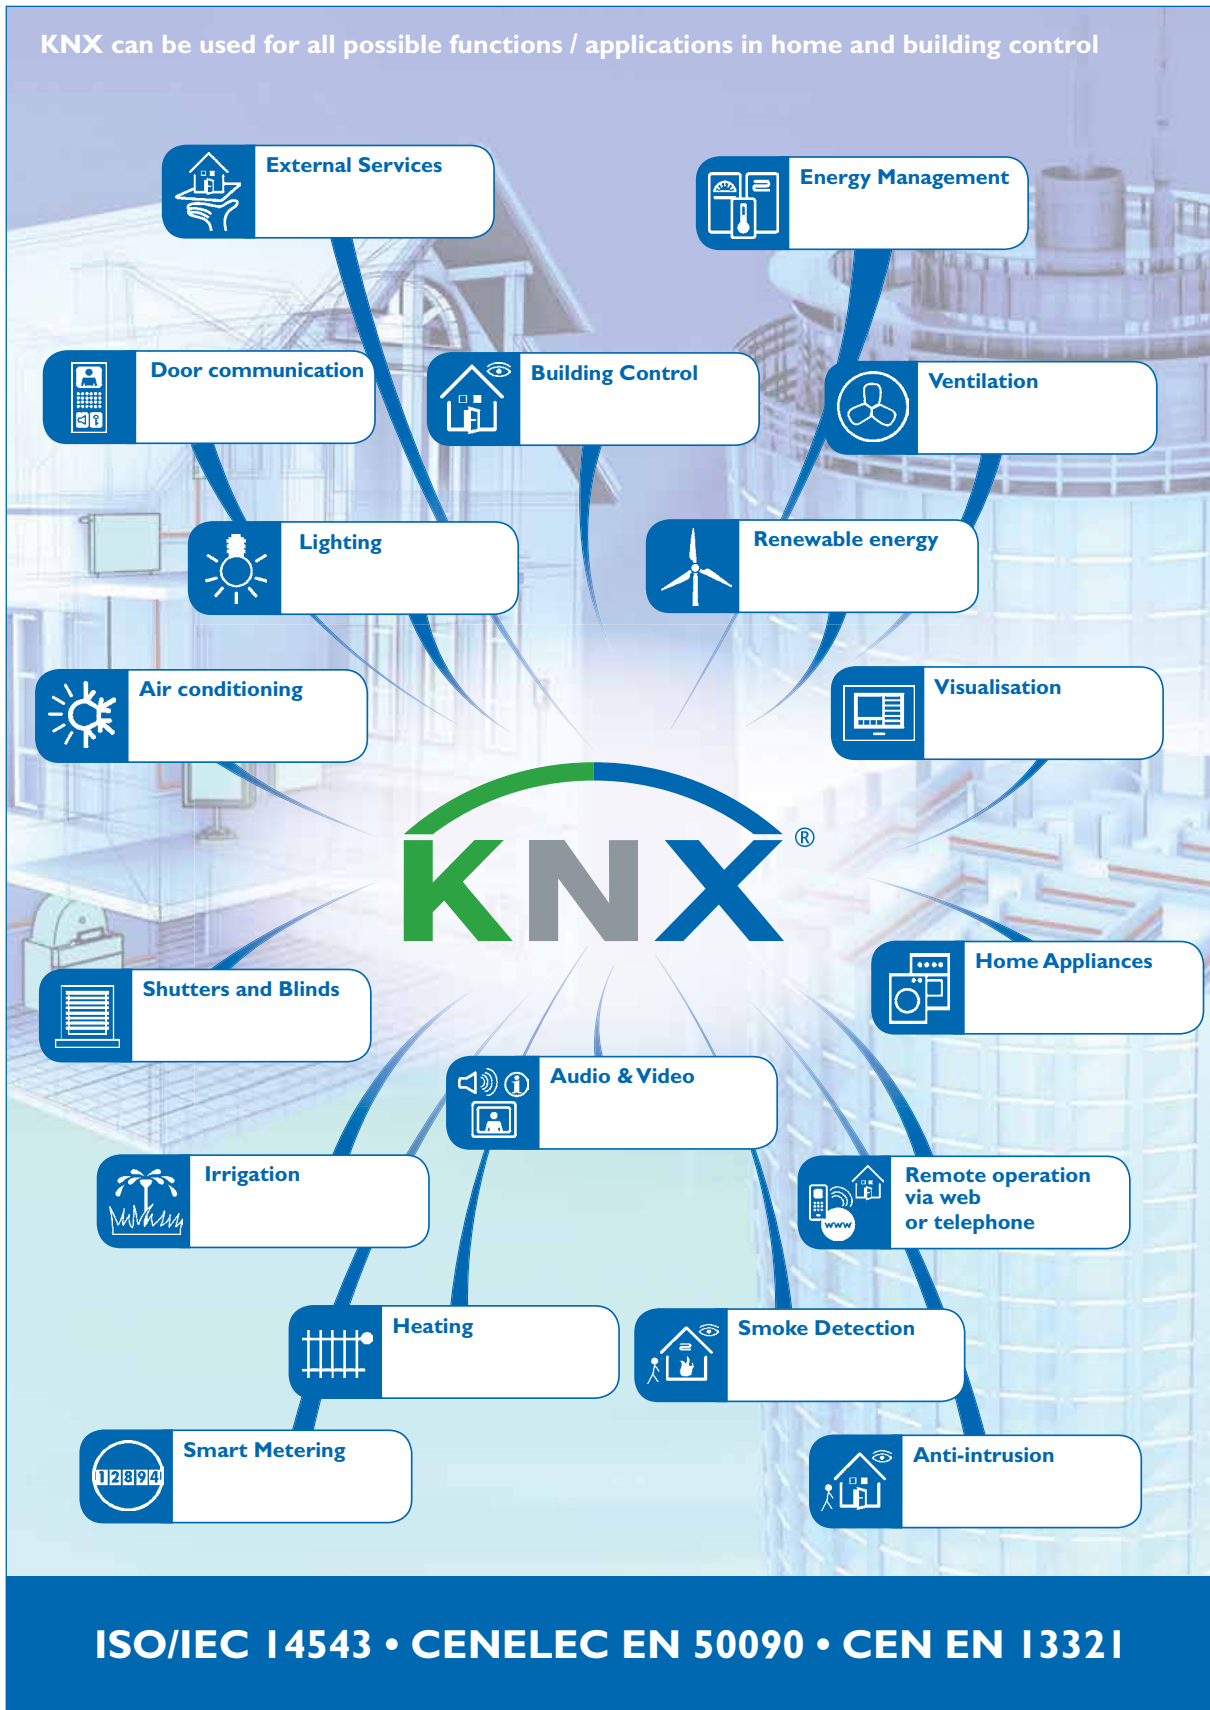 KNX can be used for all possible functions / applications in home and building control
External Services
Energy Management
Door communication
Building Control
Ventilation
Lighting
Renewable energy
Air conditioning
Visualisation
KNX®
Shutters and Blinds
Home Appliances
Audio & Video
Irrigation
Remote operation
via web
or telephone
www
Heating
Smoke Detection
Smart Metering
12894
Anti-intrusion
ISO/IEC 14543 • CENELEC EN 50090 • CEN EN 13321